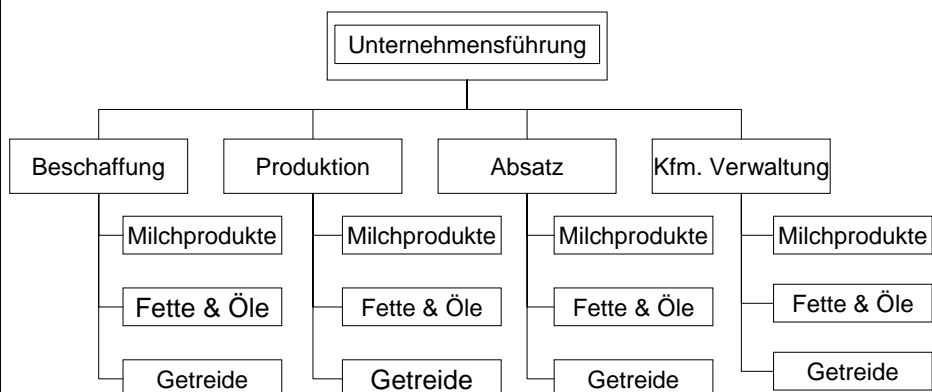 Unternehmensführung
Beschaffung
Produktion
Absatz
Kfm. Verwaltung
Milchprodukte
Milchprodukte
Milchprodukte
Milchprodukte
Fette & Öle
Fette & Öle
Fette & Öle
Fette & Öle
Getreide
Getreide
Getreide
Getreide